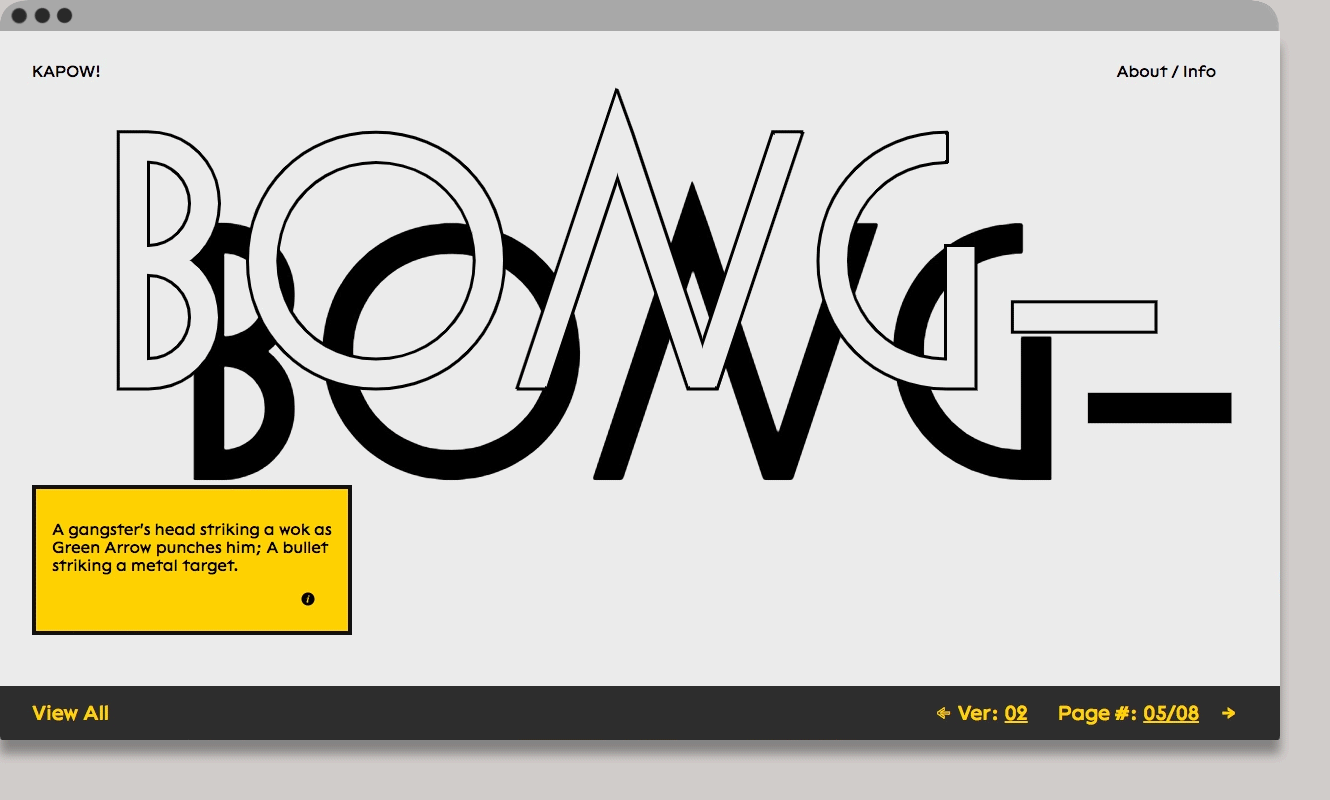 KAPOW!
About / Info
BONG-
A gangster's head striking a wok as
Green Arrow punches him; A bullet
striking a metal target.
i
View All
← Ver: 02 Page #: 05/08 →